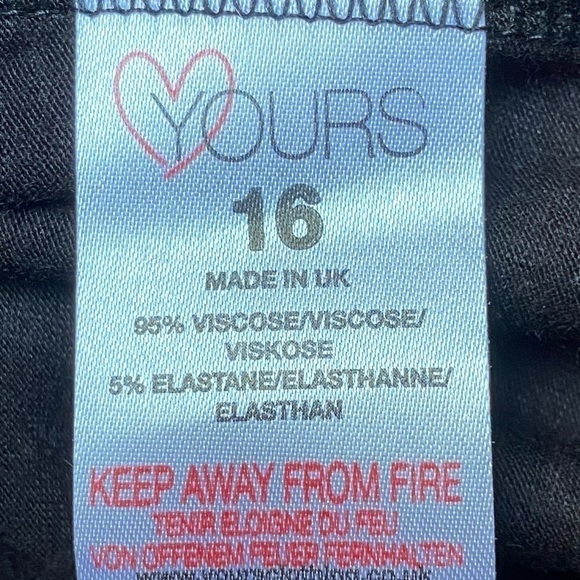 YOURS
16
MADE IN UK
95% VISCOSE/VISCOSE/
VISKOSE
5% ELASTANE/ELASTHANNE/
ELASTHAN
KEEP AWAY FROM FIRE
TENIR ELOIGNE DU FEU
VON OFFENEM FEUER FERNHALTEN